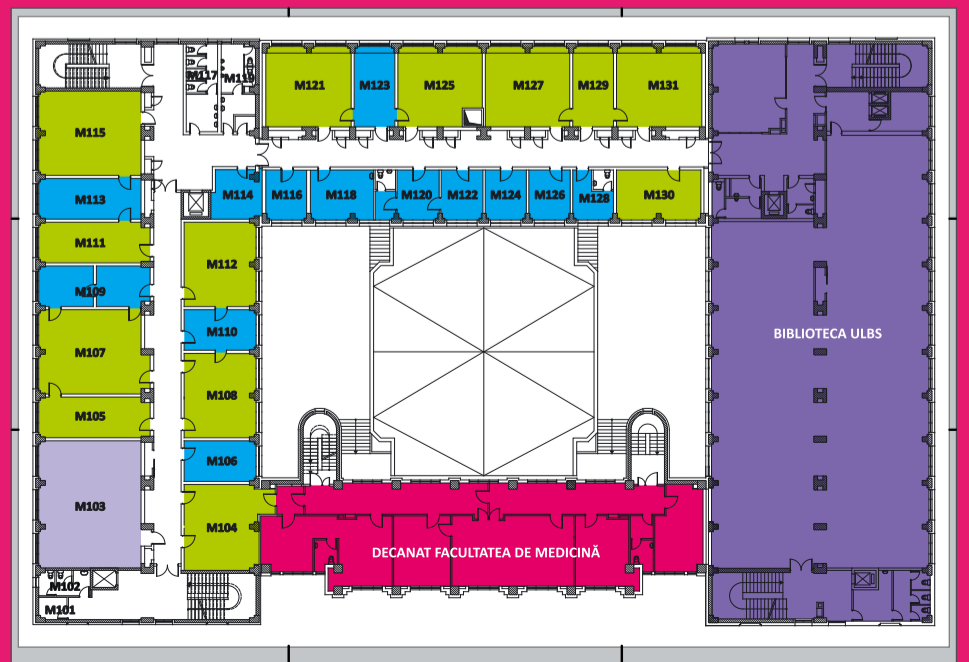 M117
M119
M121
M123
M125
M127
M129
M131
M115
M113
M114
M116
M118
M120
M122
M124
M126
M128
M130
M111
M112
M109
M110
M107
M108
M105
M106
M103
M104
M102
M101
BIBLIOTECA ULBS
DECANAT FACULTATEA DE MEDICINĂ